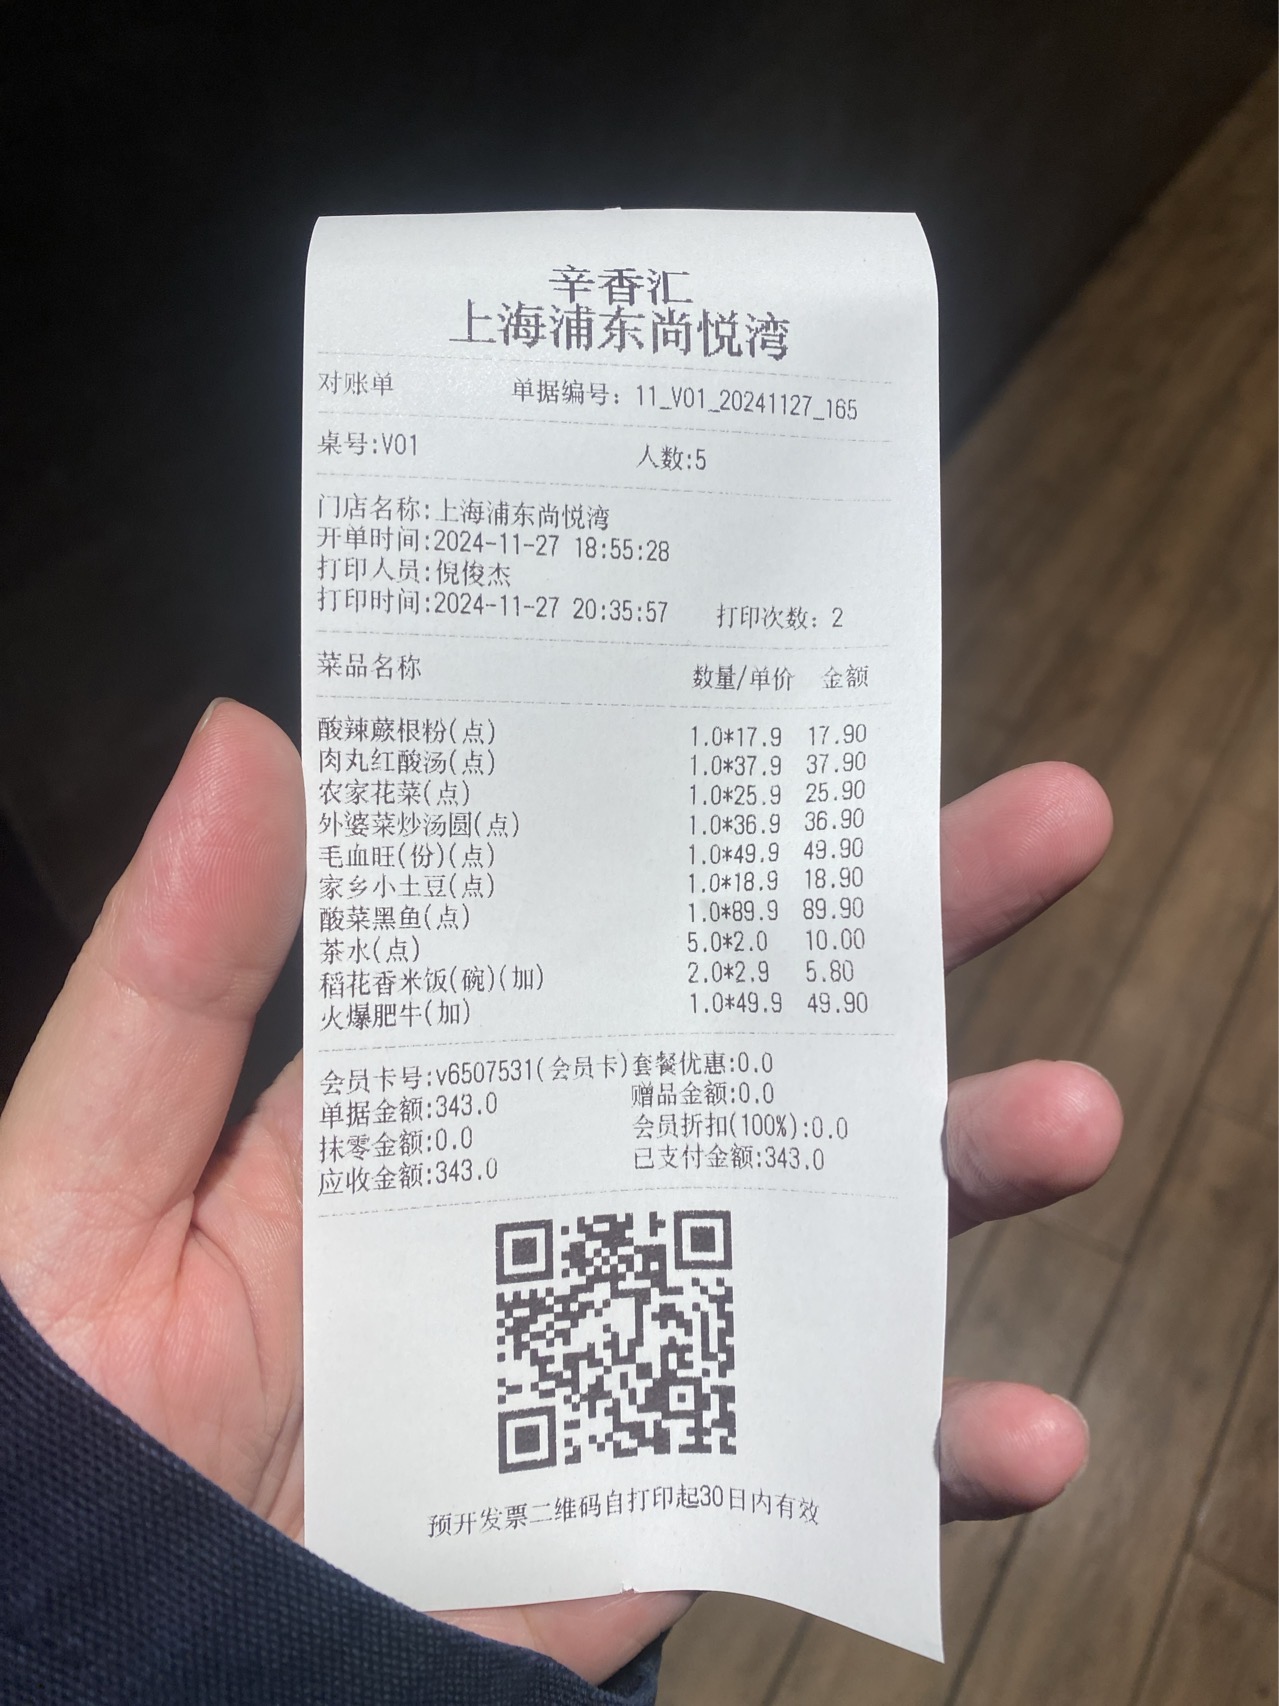 辛香汇
上海浦东尚悦湾
对账单 单据编号：11_V01_20241127_165
桌号:V01 人数:5
门店名称:上海浦东尚悦湾
开单时间:2024-11-27 18:55:28
打印人员:倪俊杰
打印时间:2024-11-27 20:35:57 打印次数：2
菜品名称 数量/单价 金额
酸辣蕨根粉(点) 1.0*17.9 17.90
肉丸红酸汤(点) 1.0*37.9 37.90
农家花菜(点) 1.0*25.9 25.90
外婆菜炒汤圆(点) 1.0*36.9 36.90
毛血旺(份)(点) 1.0*49.9 49.90
家乡小土豆(点) 1.0*18.9 18.90
酸菜黑鱼(点) 1.0*89.9 89.90
茶水(点) 5.0*2.0 10.00
稻花香米饭(碗)(加) 2.0*2.9 5.80
火爆肥牛(加) 1.0*49.9 49.90
会员卡号:v6507531(会员卡)套餐优惠:0.0
单据金额:343.0 赠品金额:0.0
抹零金额:0.0 会员折扣(100%):0.0
应收金额:343.0 已支付金额:343.0
预开发票二维码自打印起30日内有效